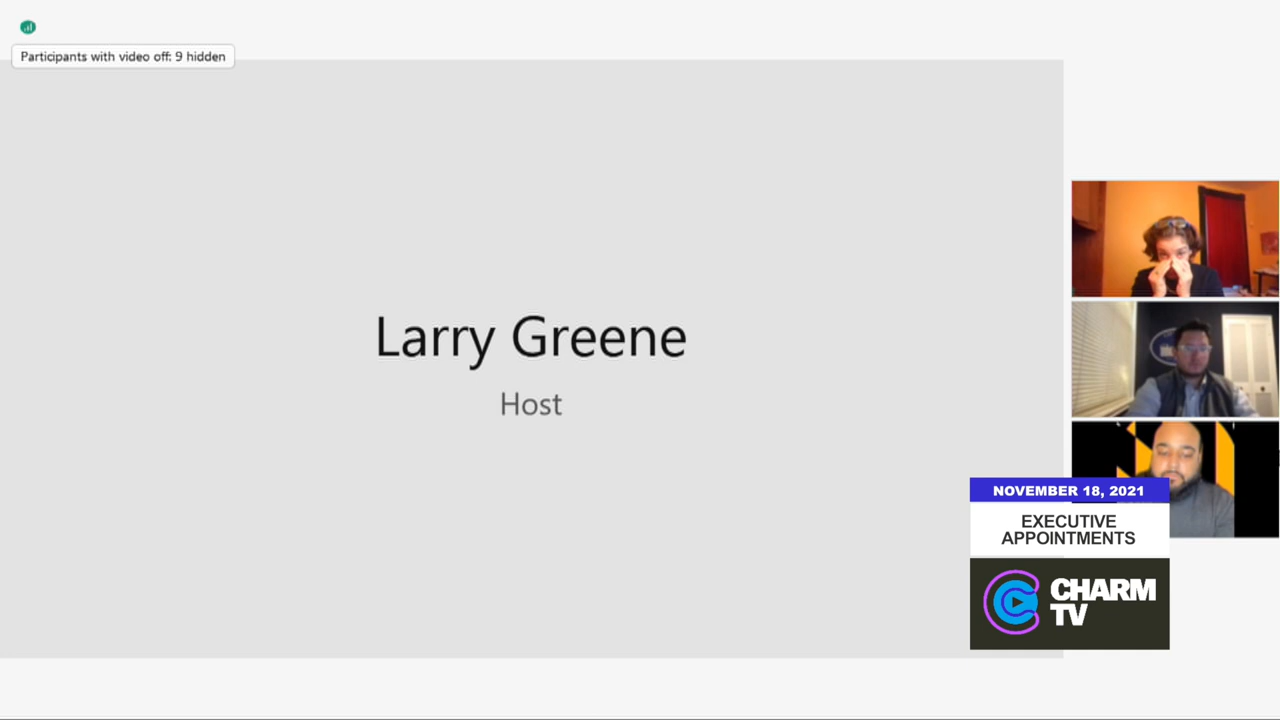 Participants with video off: 9 hidden
Larry Greene
Host
NOVEMBER 18, 2021
EXECUTIVE
APPOINTMENTS
CHARM
TV